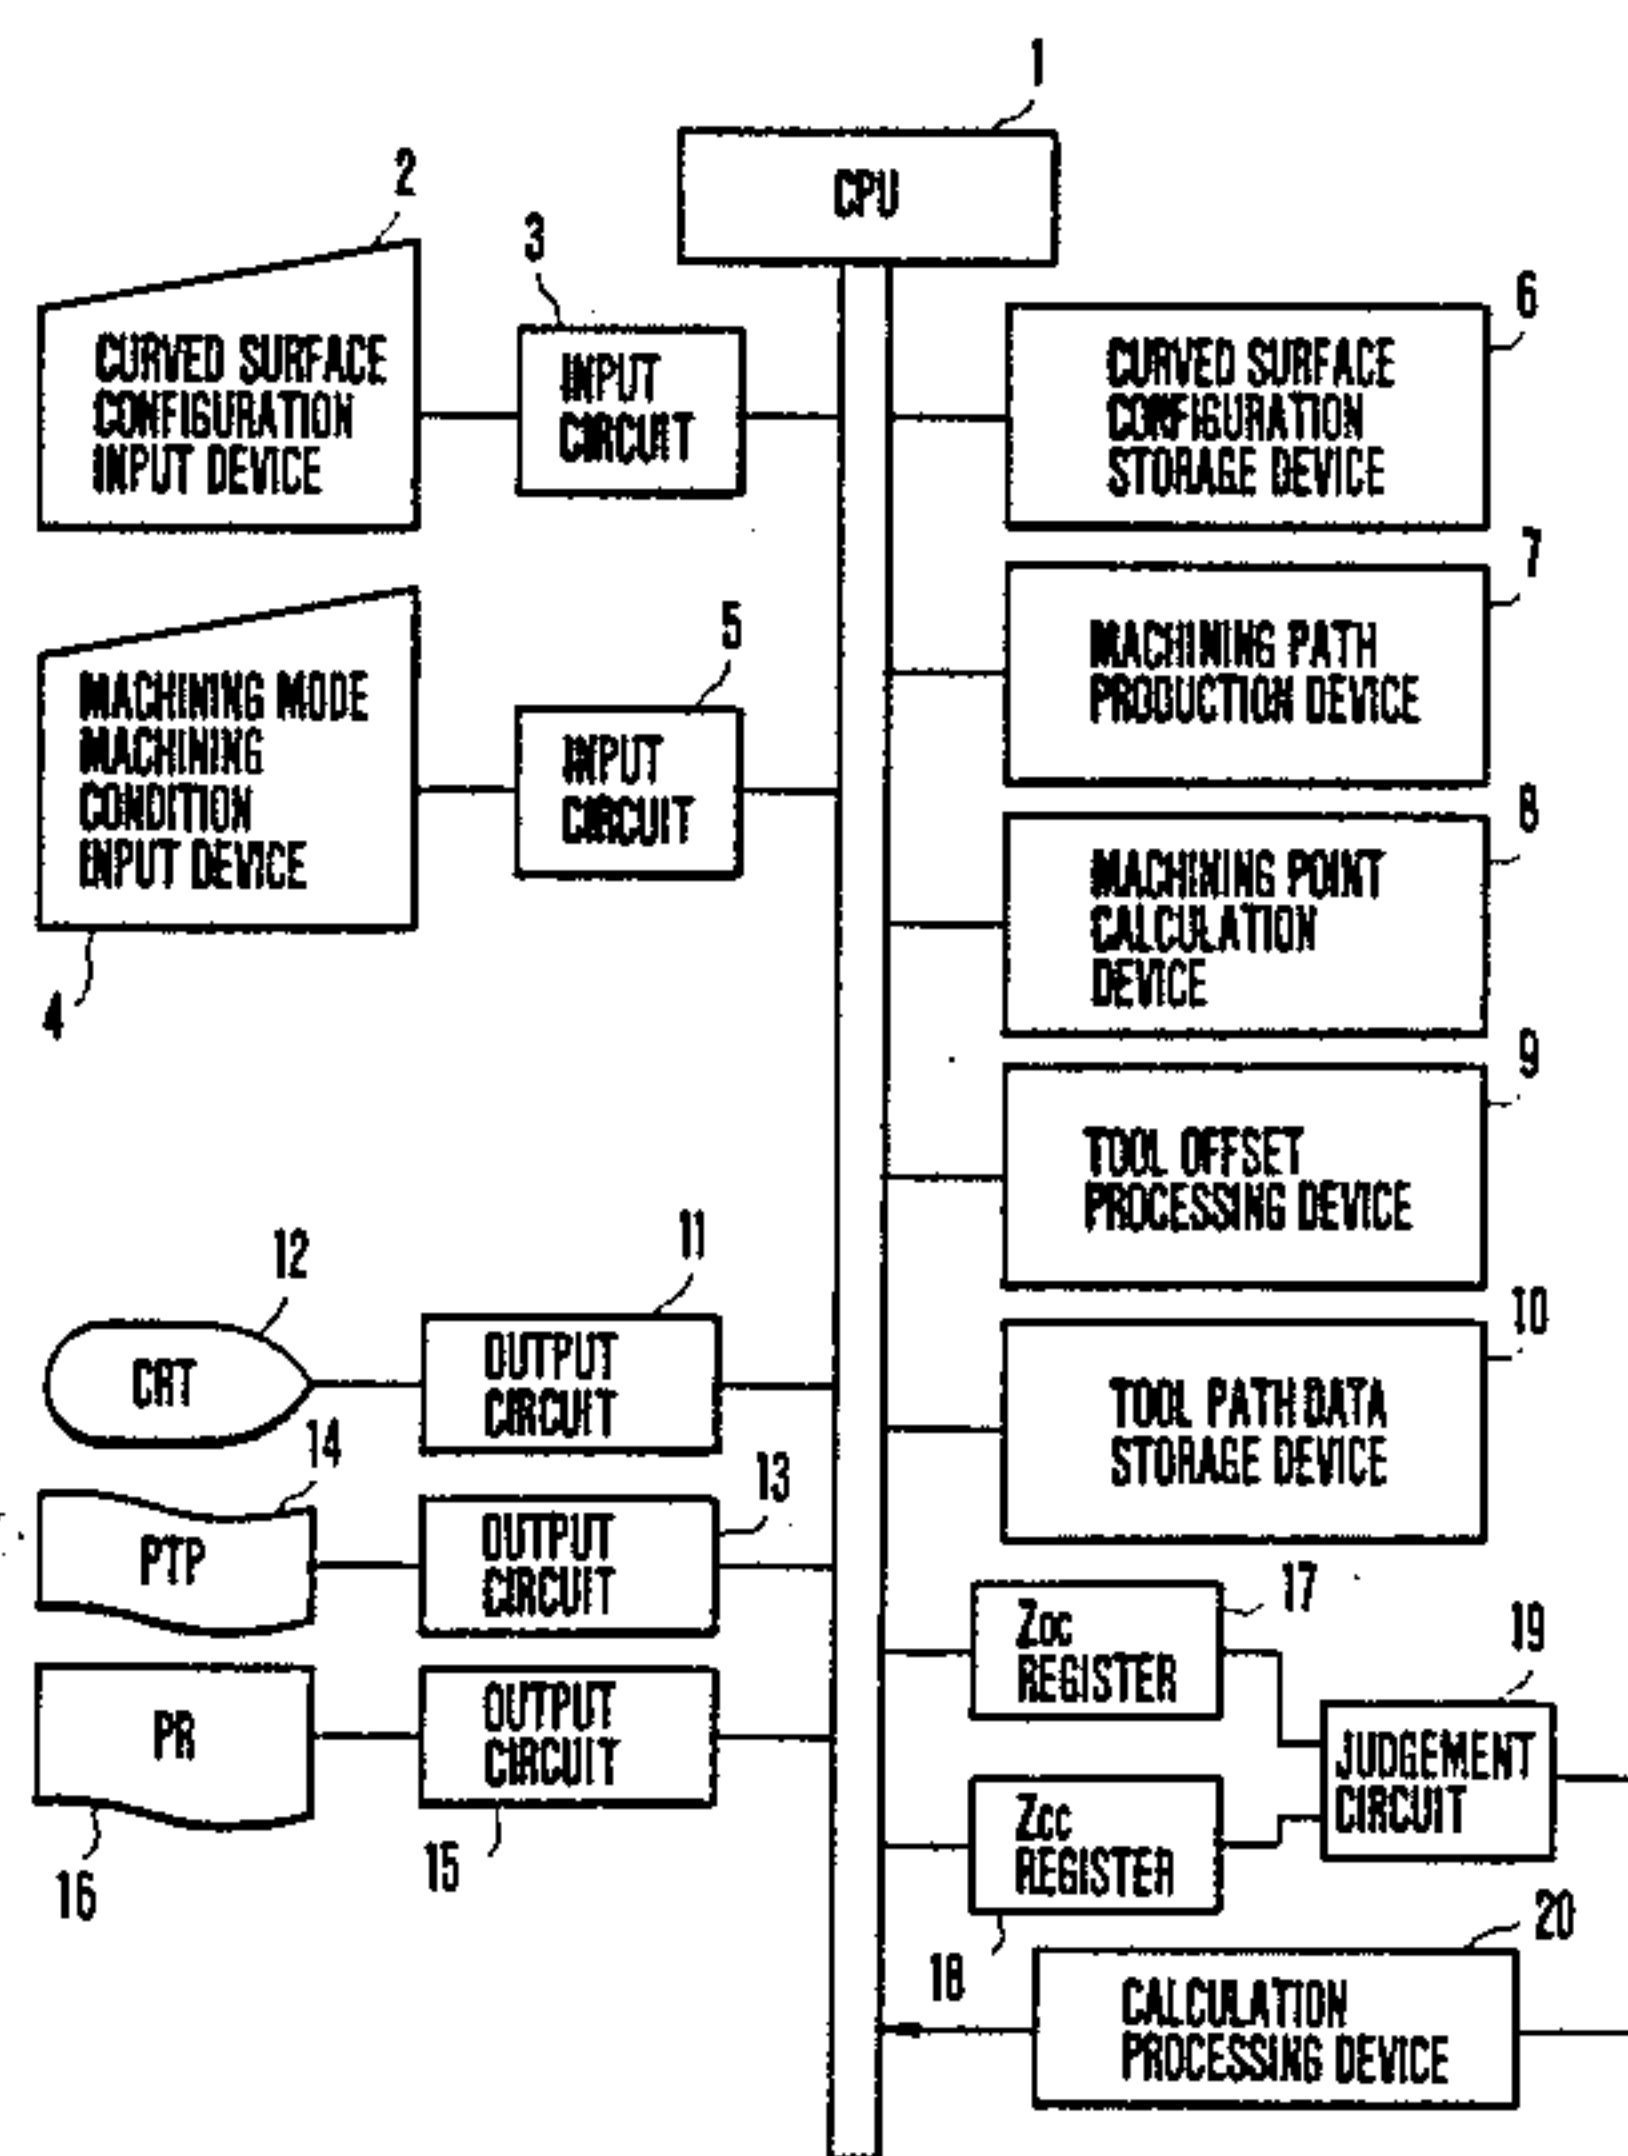 1
CPU
2
CURVED SURFACE
CONFIGURATION
INPUT DEVICE
3
INPUT
CIRCUIT
6
CURVED SURFACE
CONFIGURATION
STORAGE DEVICE
4
MACHINING MODE
MACHINING
CONDITION
INPUT DEVICE
5
INPUT
CIRCUIT
7
MACHINING PATH
PRODUCTION DEVICE
8
MACHINING POINT
CALCULATION
DEVICE
9
TOOL OFFSET
PROCESSING DEVICE
10
TOOL PATH DATA
STORAGE DEVICE
12
CRT
11
OUTPUT
CIRCUIT
14
PTP
13
OUTPUT
CIRCUIT
16
PR
15
OUTPUT
CIRCUIT
17
ZOC
REGISTER
18
ZCC
REGISTER
19
JUDGEMENT
CIRCUIT
20
CALCULATION
PROCESSING DEVICE